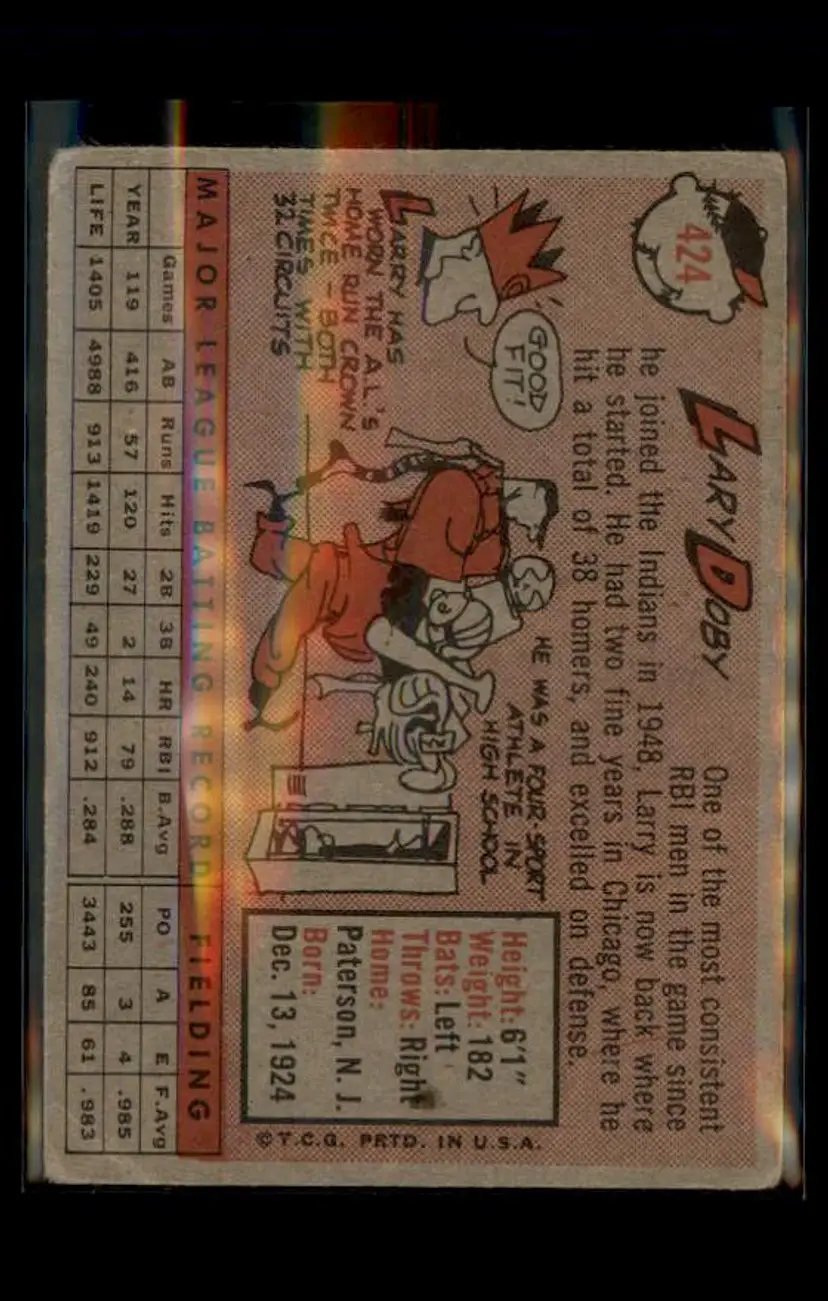 424
LARY DOBY
One of the most consistent
RBI men in the game since
he joined the Indians in 1948, Larry is now back where
he started. He had two fine years in Chicago, where he
hit a total of 38 homers, and excelled on defense.
GOOD
FIT!
LARRY HAS
WORN THE A.L.'S
HOME RUN CROWN
TWICE - BOTH
TIMES WITH
32 CIRCUITS
HE WAS A FOUR-SPORT
ATHLETE IN
HIGH SCHOOL
Height: 6'1"
Weight: 182
Bats: Left
Throws: Right
Home:
Paterson, N. J.
Born:
Dec. 13, 1924
© T.C.G. PRTD. IN U.S.A.
MAJOR LEAGUE BATTING RECORD FIELDING
Games AB Runs Hits 2B 3B HR RBI B.Avg PO A E F.Avg
YEAR 119 416 57 120 27 2 14 79 .288 255 3 4 .985
LIFE 1405 4988 913 1419 229 49 240 912 .284 3443 85 61 .983